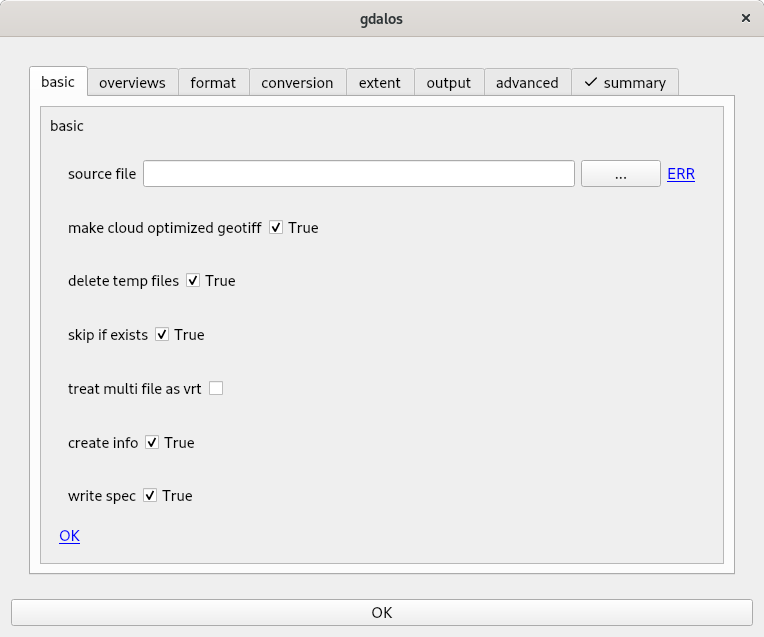 gdalos
basic overviews format conversion extent output advanced summary
basic
source file ... ERR
make cloud optimized geotiff True
delete temp files True
skip if exists True
treat multi file as vrt
create info True
write spec True
OK
OK